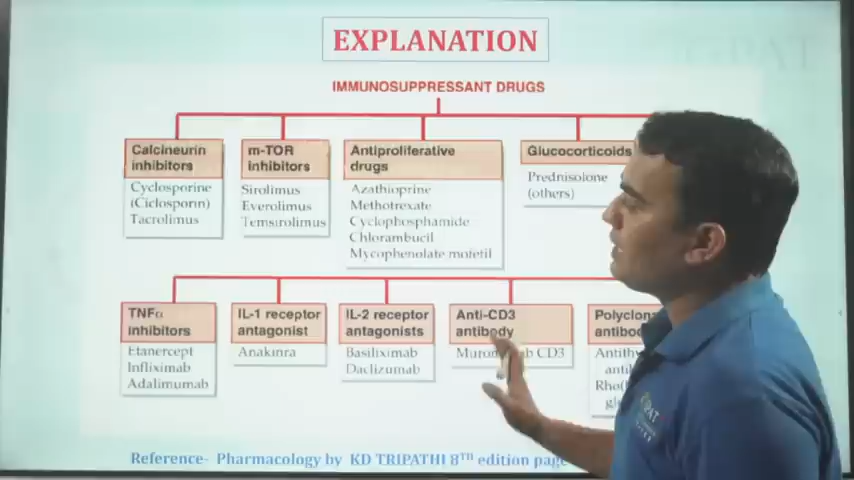 EXPLANATION
IMMUNOSUPPRESSANT DRUGS
Calcineurin inhibitors
Cyclosporine
(Ciclosporin)
Tacrolimus
m-TOR inhibitors
Sirolimus
Everolimus
Temsirolimus
Antiproliferative drugs
Azathioprine
Methotrexate
Cyclophosphamide
Chlorambucil
Mycophenolate mofetil
Glucocorticoids
Prednisolone
(others)
TNFα inhibitors
Etanercept
Infliximab
Adalimumab
IL-1 receptor antagonist
Anakinra
IL-2 receptor antagonists
Basiliximab
Daclizumab
Anti-CD3 antibody
CD3
Reference- Pharmacology by KD TRIPATHI 8TH edition page